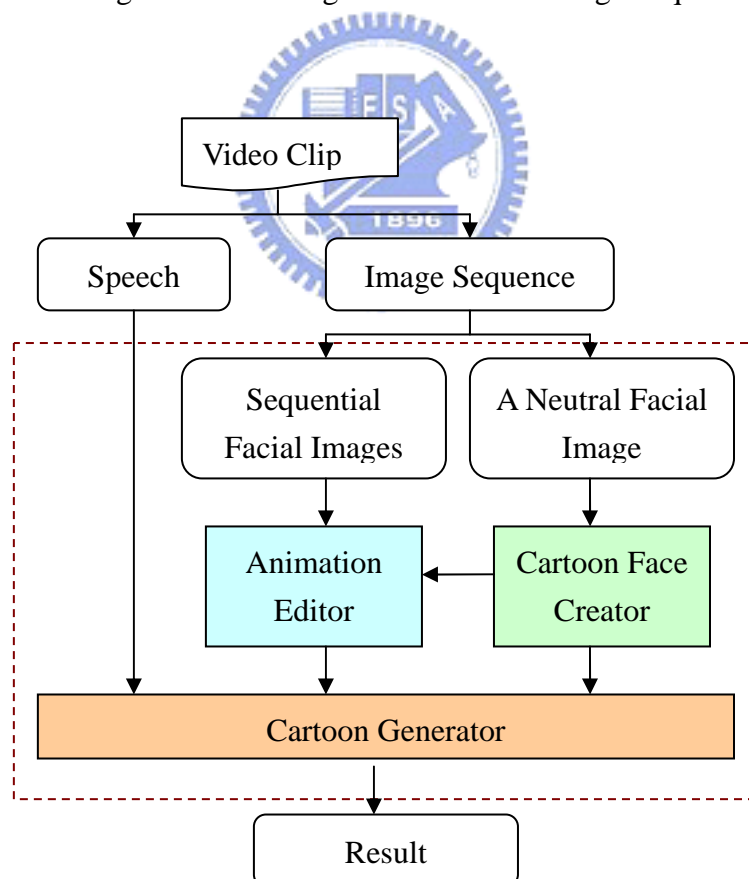 Video Clip
E S A
1896
Speech
Image Sequence
Sequential
Facial Images
A Neutral Facial
Image
Animation
Editor
Cartoon Face
Creator
Cartoon Generator
Result